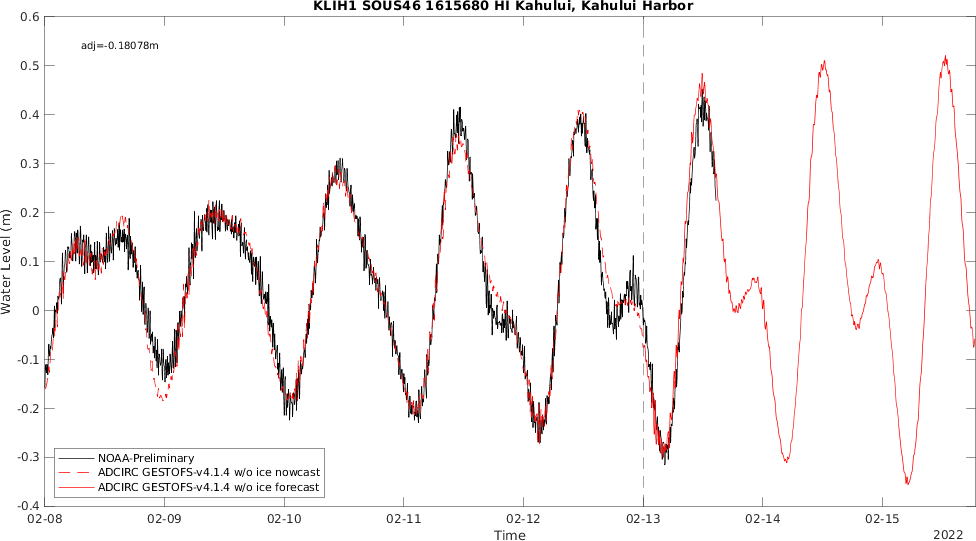 KLIH1 SOUS46 1615680 HI Kahului, Kahului Harbor
adj=-0.18078m
Water Level (m)
0.6
0.5
0.4
0.3
0.2
0.1
0
-0.1
-0.2
-0.3
-0.4
NOAA-Preliminary
ADCIRC GESTOFS-v4.1.4 w/o ice nowcast
ADCIRC GESTOFS-v4.1.4 w/o ice forecast
02-08 02-09 02-10 02-11 02-12 02-13 02-14 02-15
Time
2022